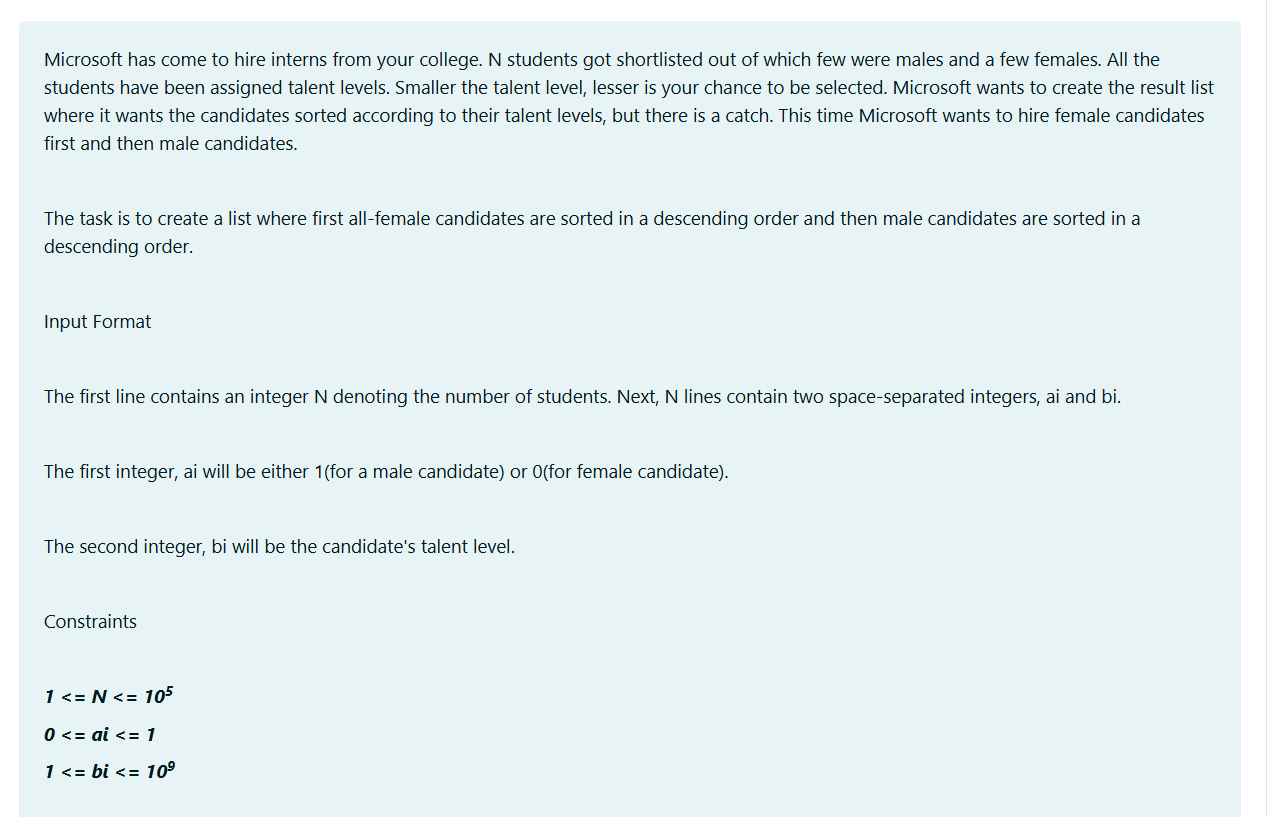 Microsoft has come to hire interns from your college. N students got shortlisted out of which few were males and a few females. All the
students have been assigned talent levels. Smaller the talent level, lesser is your chance to be selected. Microsoft wants to create the result list
where it wants the candidates sorted according to their talent levels, but there is a catch. This time Microsoft wants to hire female candidates
first and then male candidates.
The task is to create a list where first all-female candidates are sorted in a descending order and then male candidates are sorted in a
descending order.
Input Format
The first line contains an integer N denoting the number of students. Next, N lines contain two space-separated integers, ai and bi.
The first integer, ai will be either 1(for a male candidate) or 0(for female candidate).
The second integer, bi will be the candidate's talent level.
Constraints
1 <= N <= 10⁵
0 <= ai <= 1
1 <= bi <= 10⁹